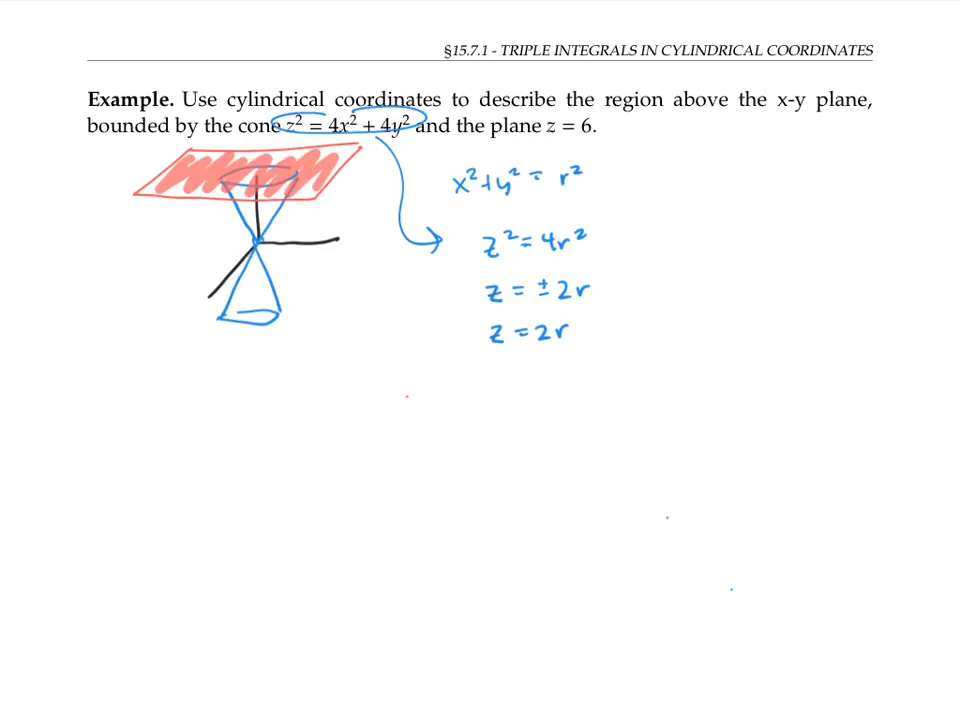 §15.7.1 - TRIPLE INTEGRALS IN CYLINDRICAL COORDINATES
Example. Use cylindrical coordinates to describe the region above the x-y plane,
bounded by the cone z² = 4x² + 4y² and the plane z = 6.
x² + y² = r²
z² = 4r²
z = ± 2r
z = 2r